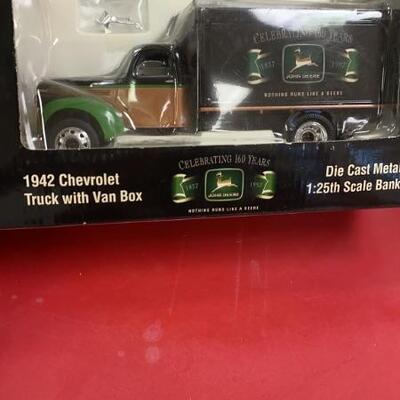 CELEBRATING 160 YEARS
1837 1997
JOHN DEERE
NOTHING RUNS LIKE A DEERE
CELEBRATING 160 YEARS
1837 1997
JOHN DEERE
NOTHING RUNS LIKE A DEERE
1942 Chevrolet
Truck with Van Box
Die Cast Metal
1:25th Scale Bank